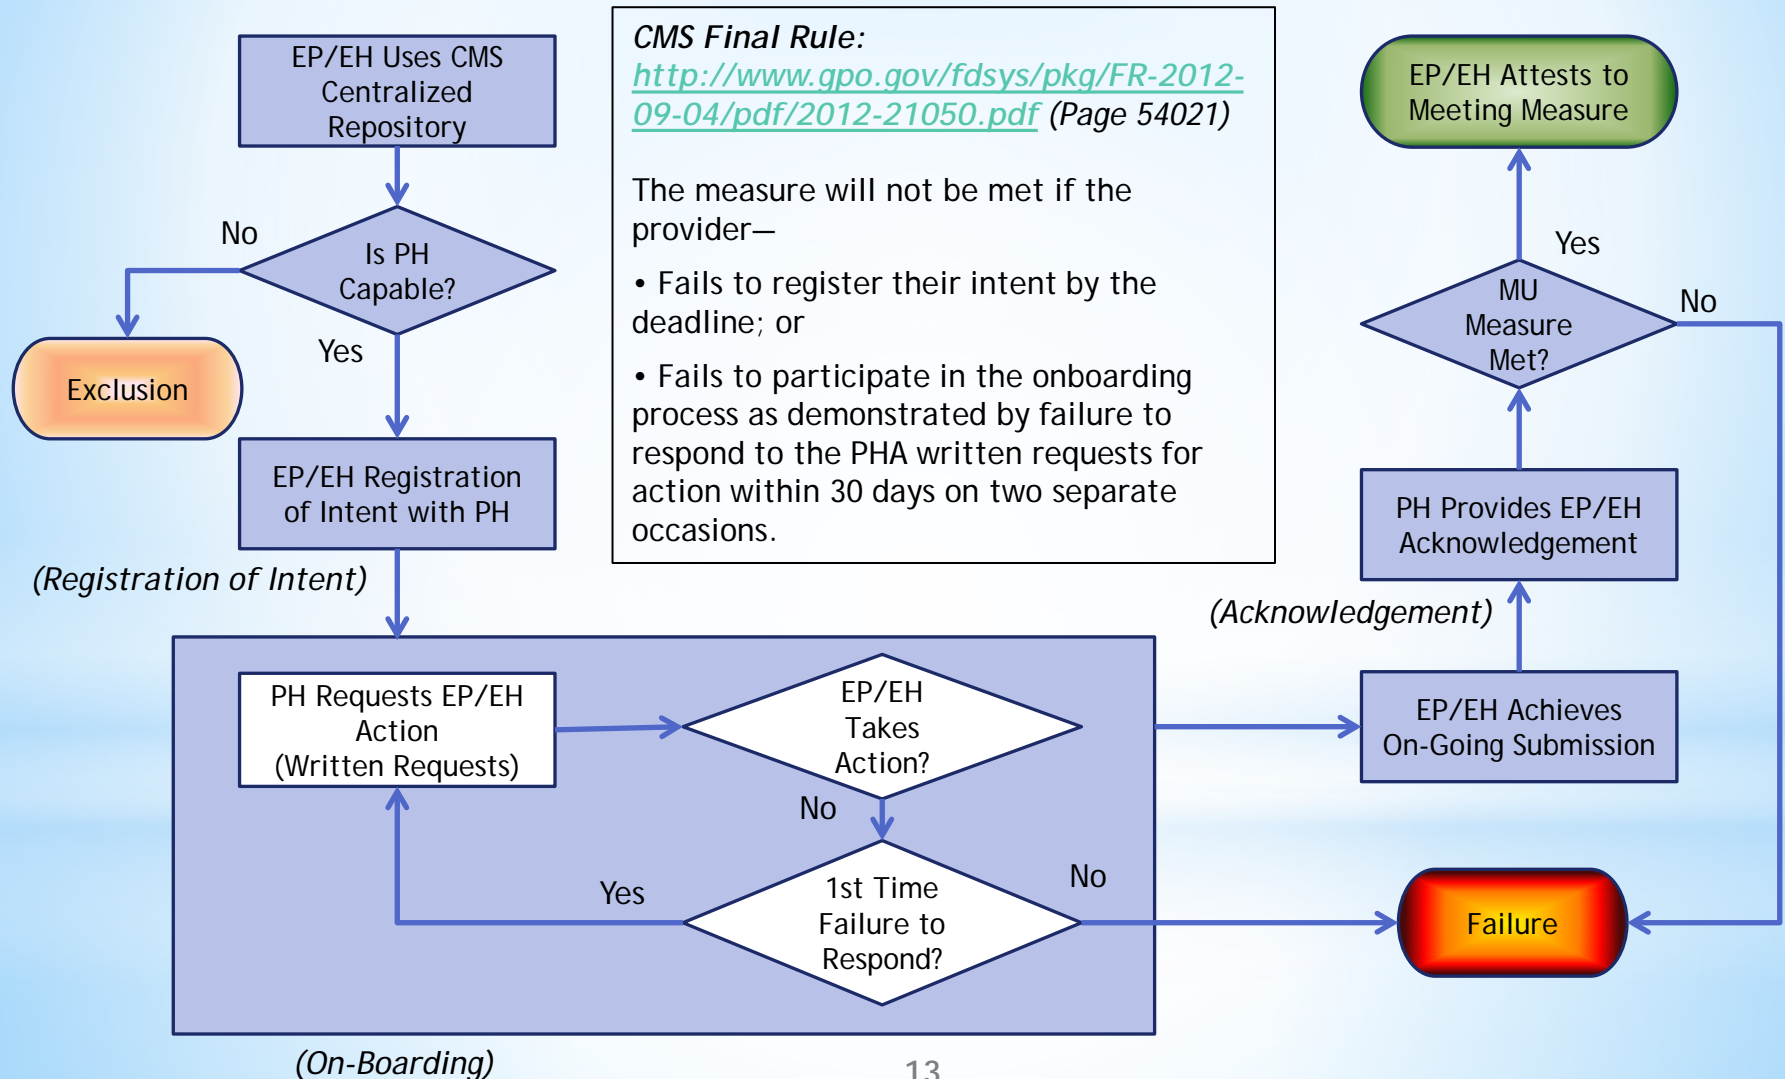 EP/EH Uses CMS
Centralized
Repository
No
Is PH
Capable?
Yes
Exclusion
EP/EH Registration
of Intent with PH
(Registration of Intent)
CMS Final Rule:
http://www.gpo.gov/fdsys/pkg/FR-2012-
09-04/pdf/2012-21050.pdf (Page 54021)
The measure will not be met if the
provider—
• Fails to register their intent by the
deadline; or
• Fails to participate in the onboarding
process as demonstrated by failure to
respond to the PHA written requests for
action within 30 days on two separate
occasions.
EP/EH Attests to
Meeting Measure
Yes
MU
Measure
Met?
No
PH Provides EP/EH
Acknowledgement
(Acknowledgement)
EP/EH Achieves
On-Going Submission
PH Requests EP/EH
Action
(Written Requests)
EP/EH
Takes
Action?
No
Yes
1st Time
Failure to
Respond?
No
Failure
(On-Boarding)
13